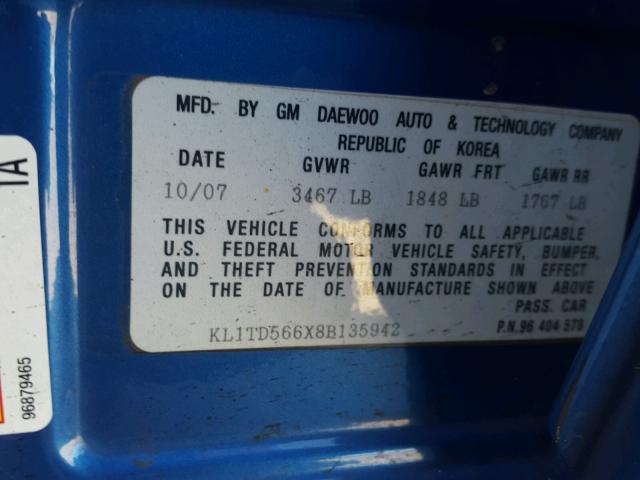 MFD. BY GM DAEWOO AUTO & TECHNOLOGY COMPANY
REPUBLIC OF KOREA
DATE GVWR GAWR FRT GAWR RR
10/07 3467 LB 1848 LB 1767 LB
THIS VEHICLE CONFORMS TO ALL APPLICABLE
U.S. FEDERAL MOTOR VEHICLE SAFETY, BUMPER,
AND THEFT PREVENTION STANDARDS IN EFFECT
ON THE DATE OF MANUFACTURE SHOWN ABOVE
PASS. CAR
KL1TD566X8B135942 P.N.96 404 578
1A
96879465